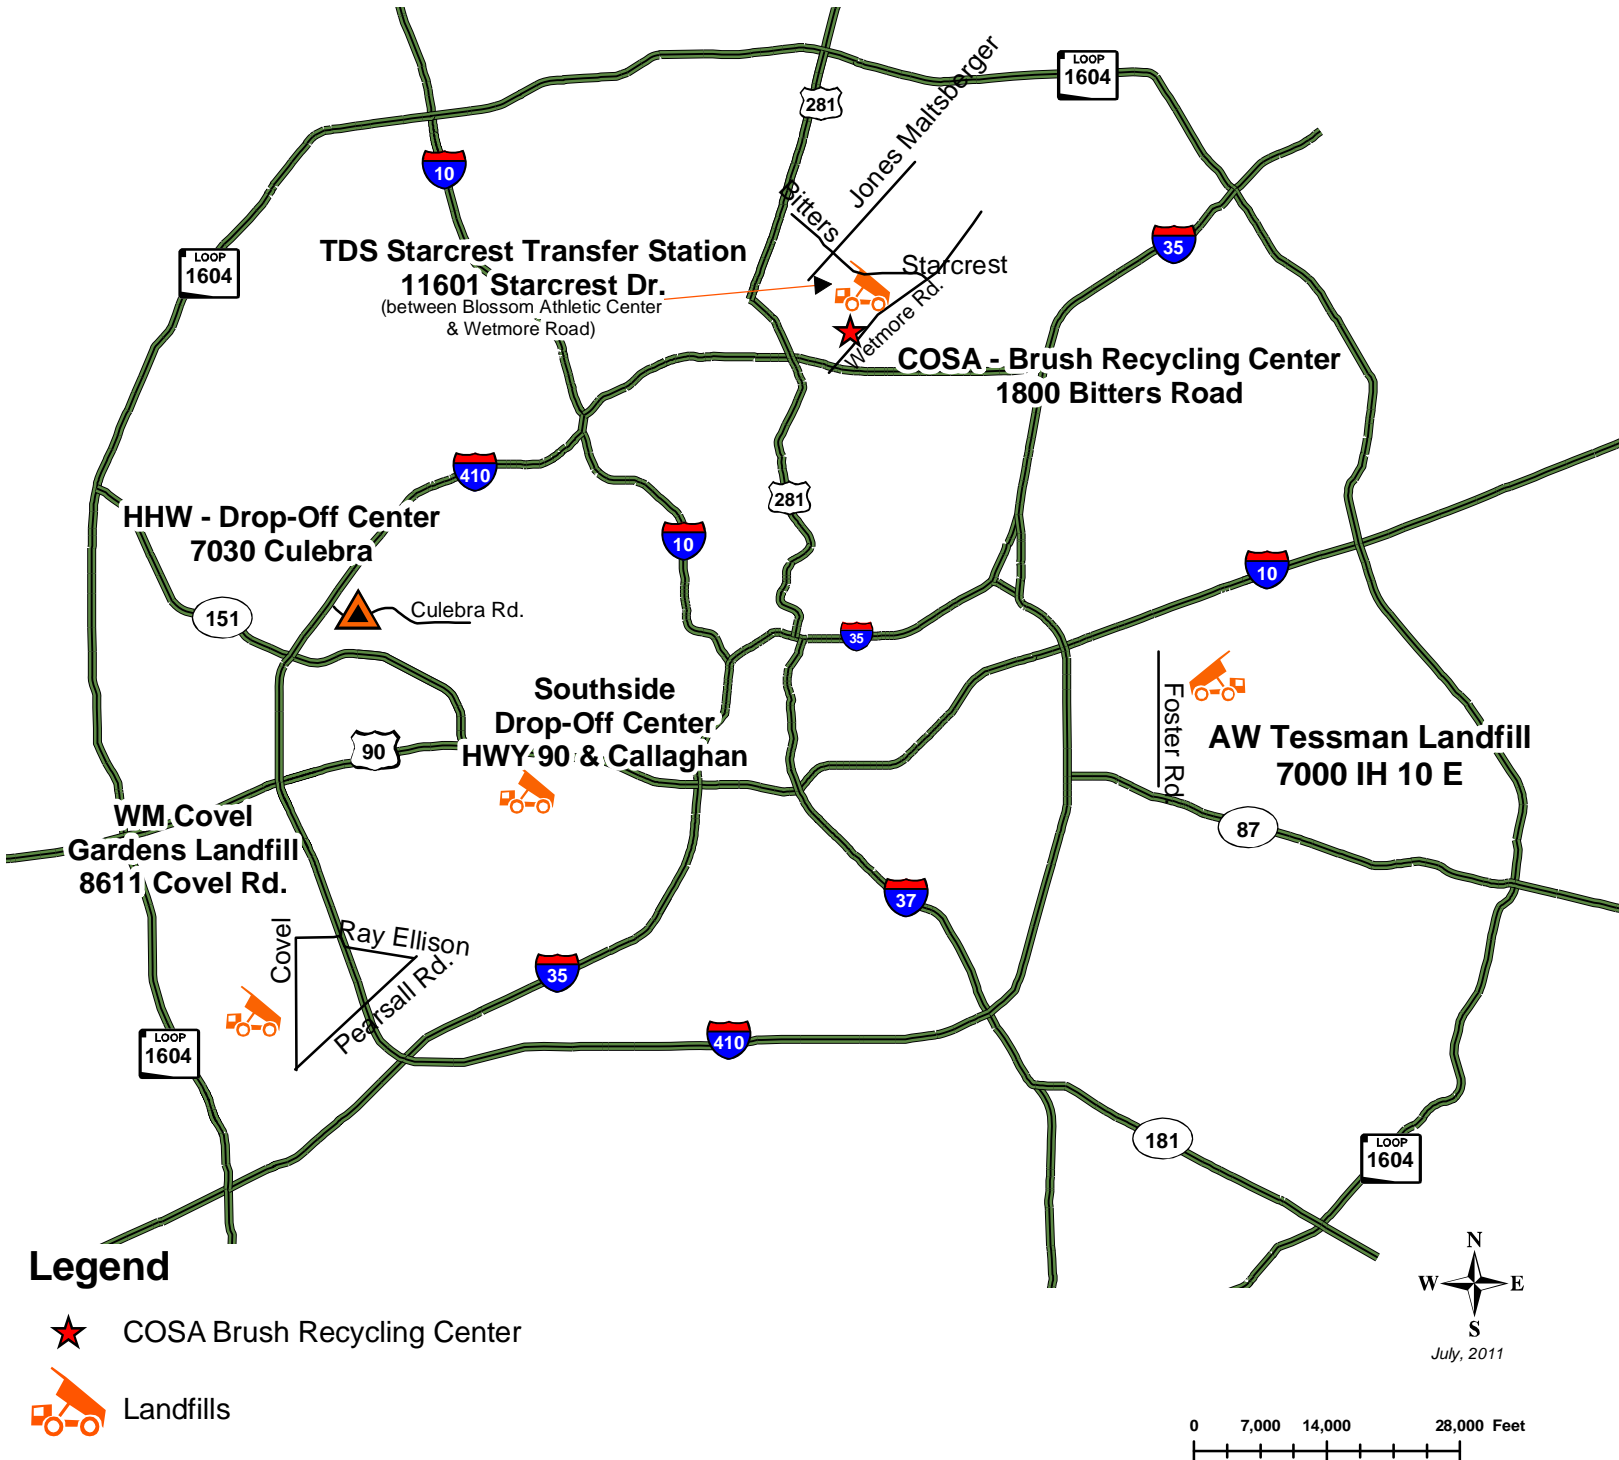 LOOP
1604
281
Jones Maltsberger
10
Bitters
LOOP
1604
35
TDS Starcrest Transfer Station
11601 Starcrest Dr.
(between Blossom Athletic Center
& Wetmore Road)
Starcrest
Wetmore Rd.
COSA - Brush Recycling Center
1800 Bitters Road
410
281
HHW - Drop-Off Center
7030 Culebra
10
10
151
Culebra Rd.
35
Southside
Drop-Off Center
HWY 90 & Callaghan
90
Foster Rd.
AW Tessman Landfill
7000 IH 10 E
WM Covel
Gardens Landfill
8611 Covel Rd.
87
37
Covel
Ray Ellison
Pearsall Rd.
35
LOOP
1604
410
181
LOOP
1604
Legend
COSA Brush Recycling Center
Landfills
N
W E
S
July, 2011
0 7,000 14,000 28,000 Feet